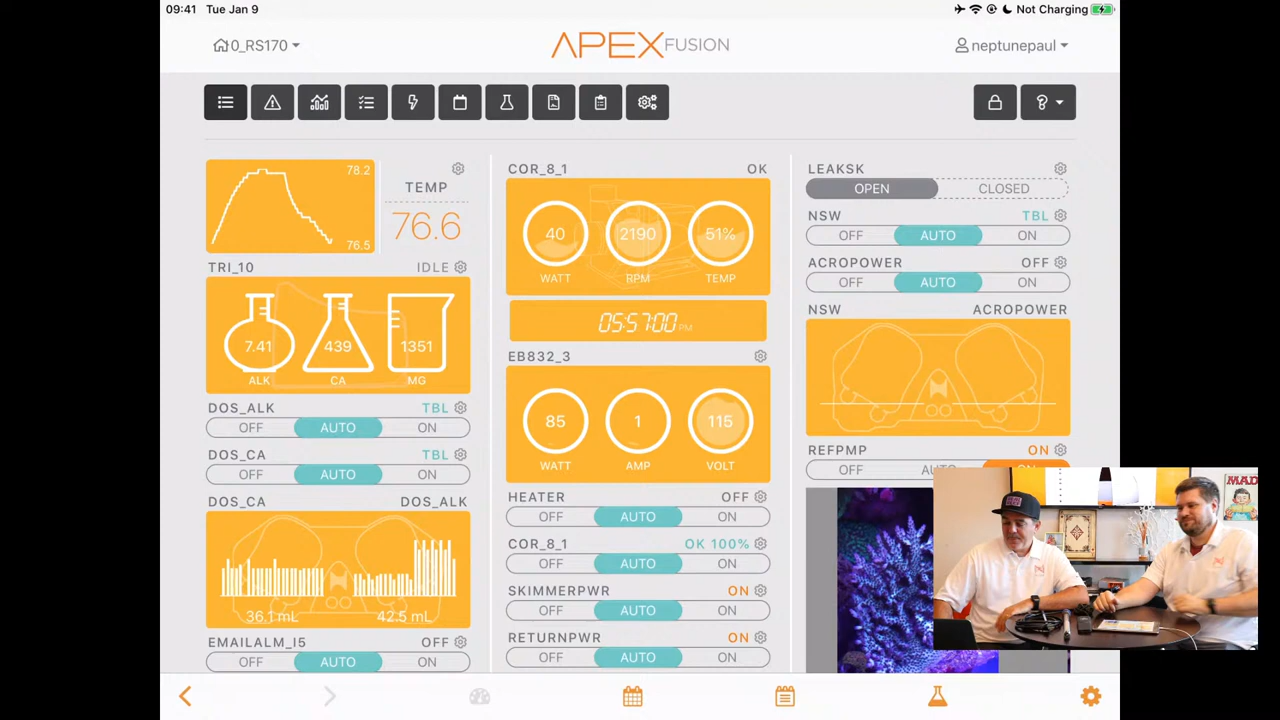 09:41 Tue Jan 9
Not Charging
0_RS170
APEX FUSION
neptunepaul
78.2
76.5
TEMP
76.6
TRI_10 IDLE
7.41 439 1351
ALK CA MG
DOS_ALK TBL
OFF AUTO ON
DOS_CA TBL
OFF AUTO ON
DOS_CA DOS_ALK
36.1 mL 42.5 mL
EMAILALM_I5 OFF
OFF AUTO ON
COR_8_1 OK
40 2190 51%
WATT RPM TEMP
05:57:00 PM
EB832_3
85 1 115
WATT AMP VOLT
HEATER OFF
OFF AUTO ON
COR_8_1 OK 100%
OFF AUTO ON
SKIMMERPWR ON
OFF AUTO ON
RETURNPWR ON
OFF AUTO ON
LEAKSK
OPEN CLOSED
NSW TBL
OFF AUTO ON
ACROPOWER OFF
OFF AUTO ON
NSW ACROPOWER
REFPMP ON
OFF AUTO ON
MAD